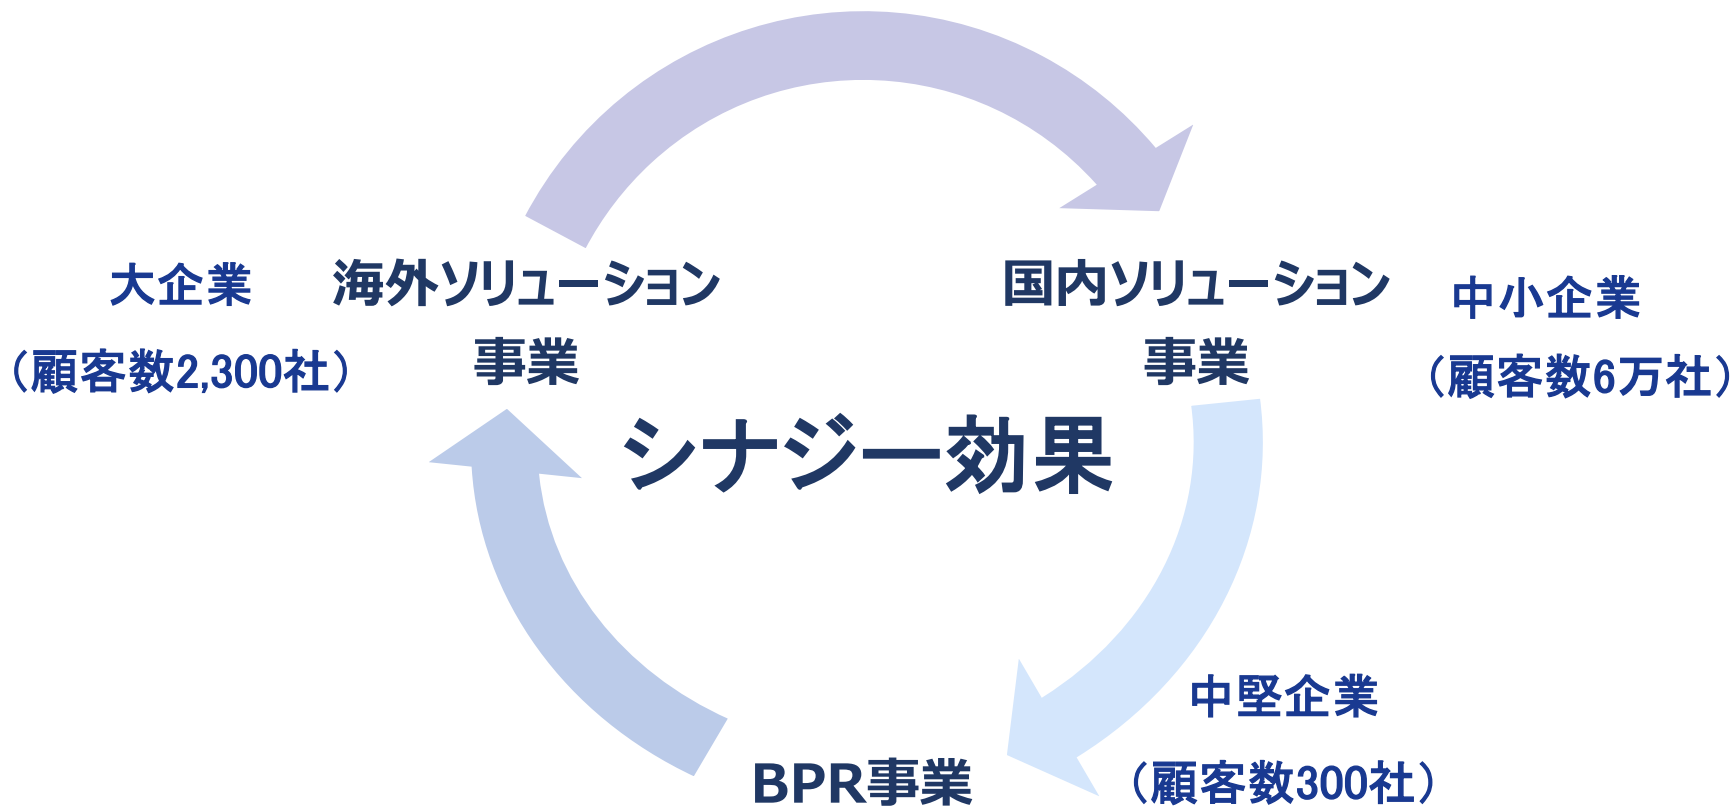 大企業
（顧客数2,300社）
海外ソリューション
事業
国内ソリューション
事業
中小企業
（顧客数6万社）
シナジー効果
中堅企業
（顧客数300社）
BPR事業